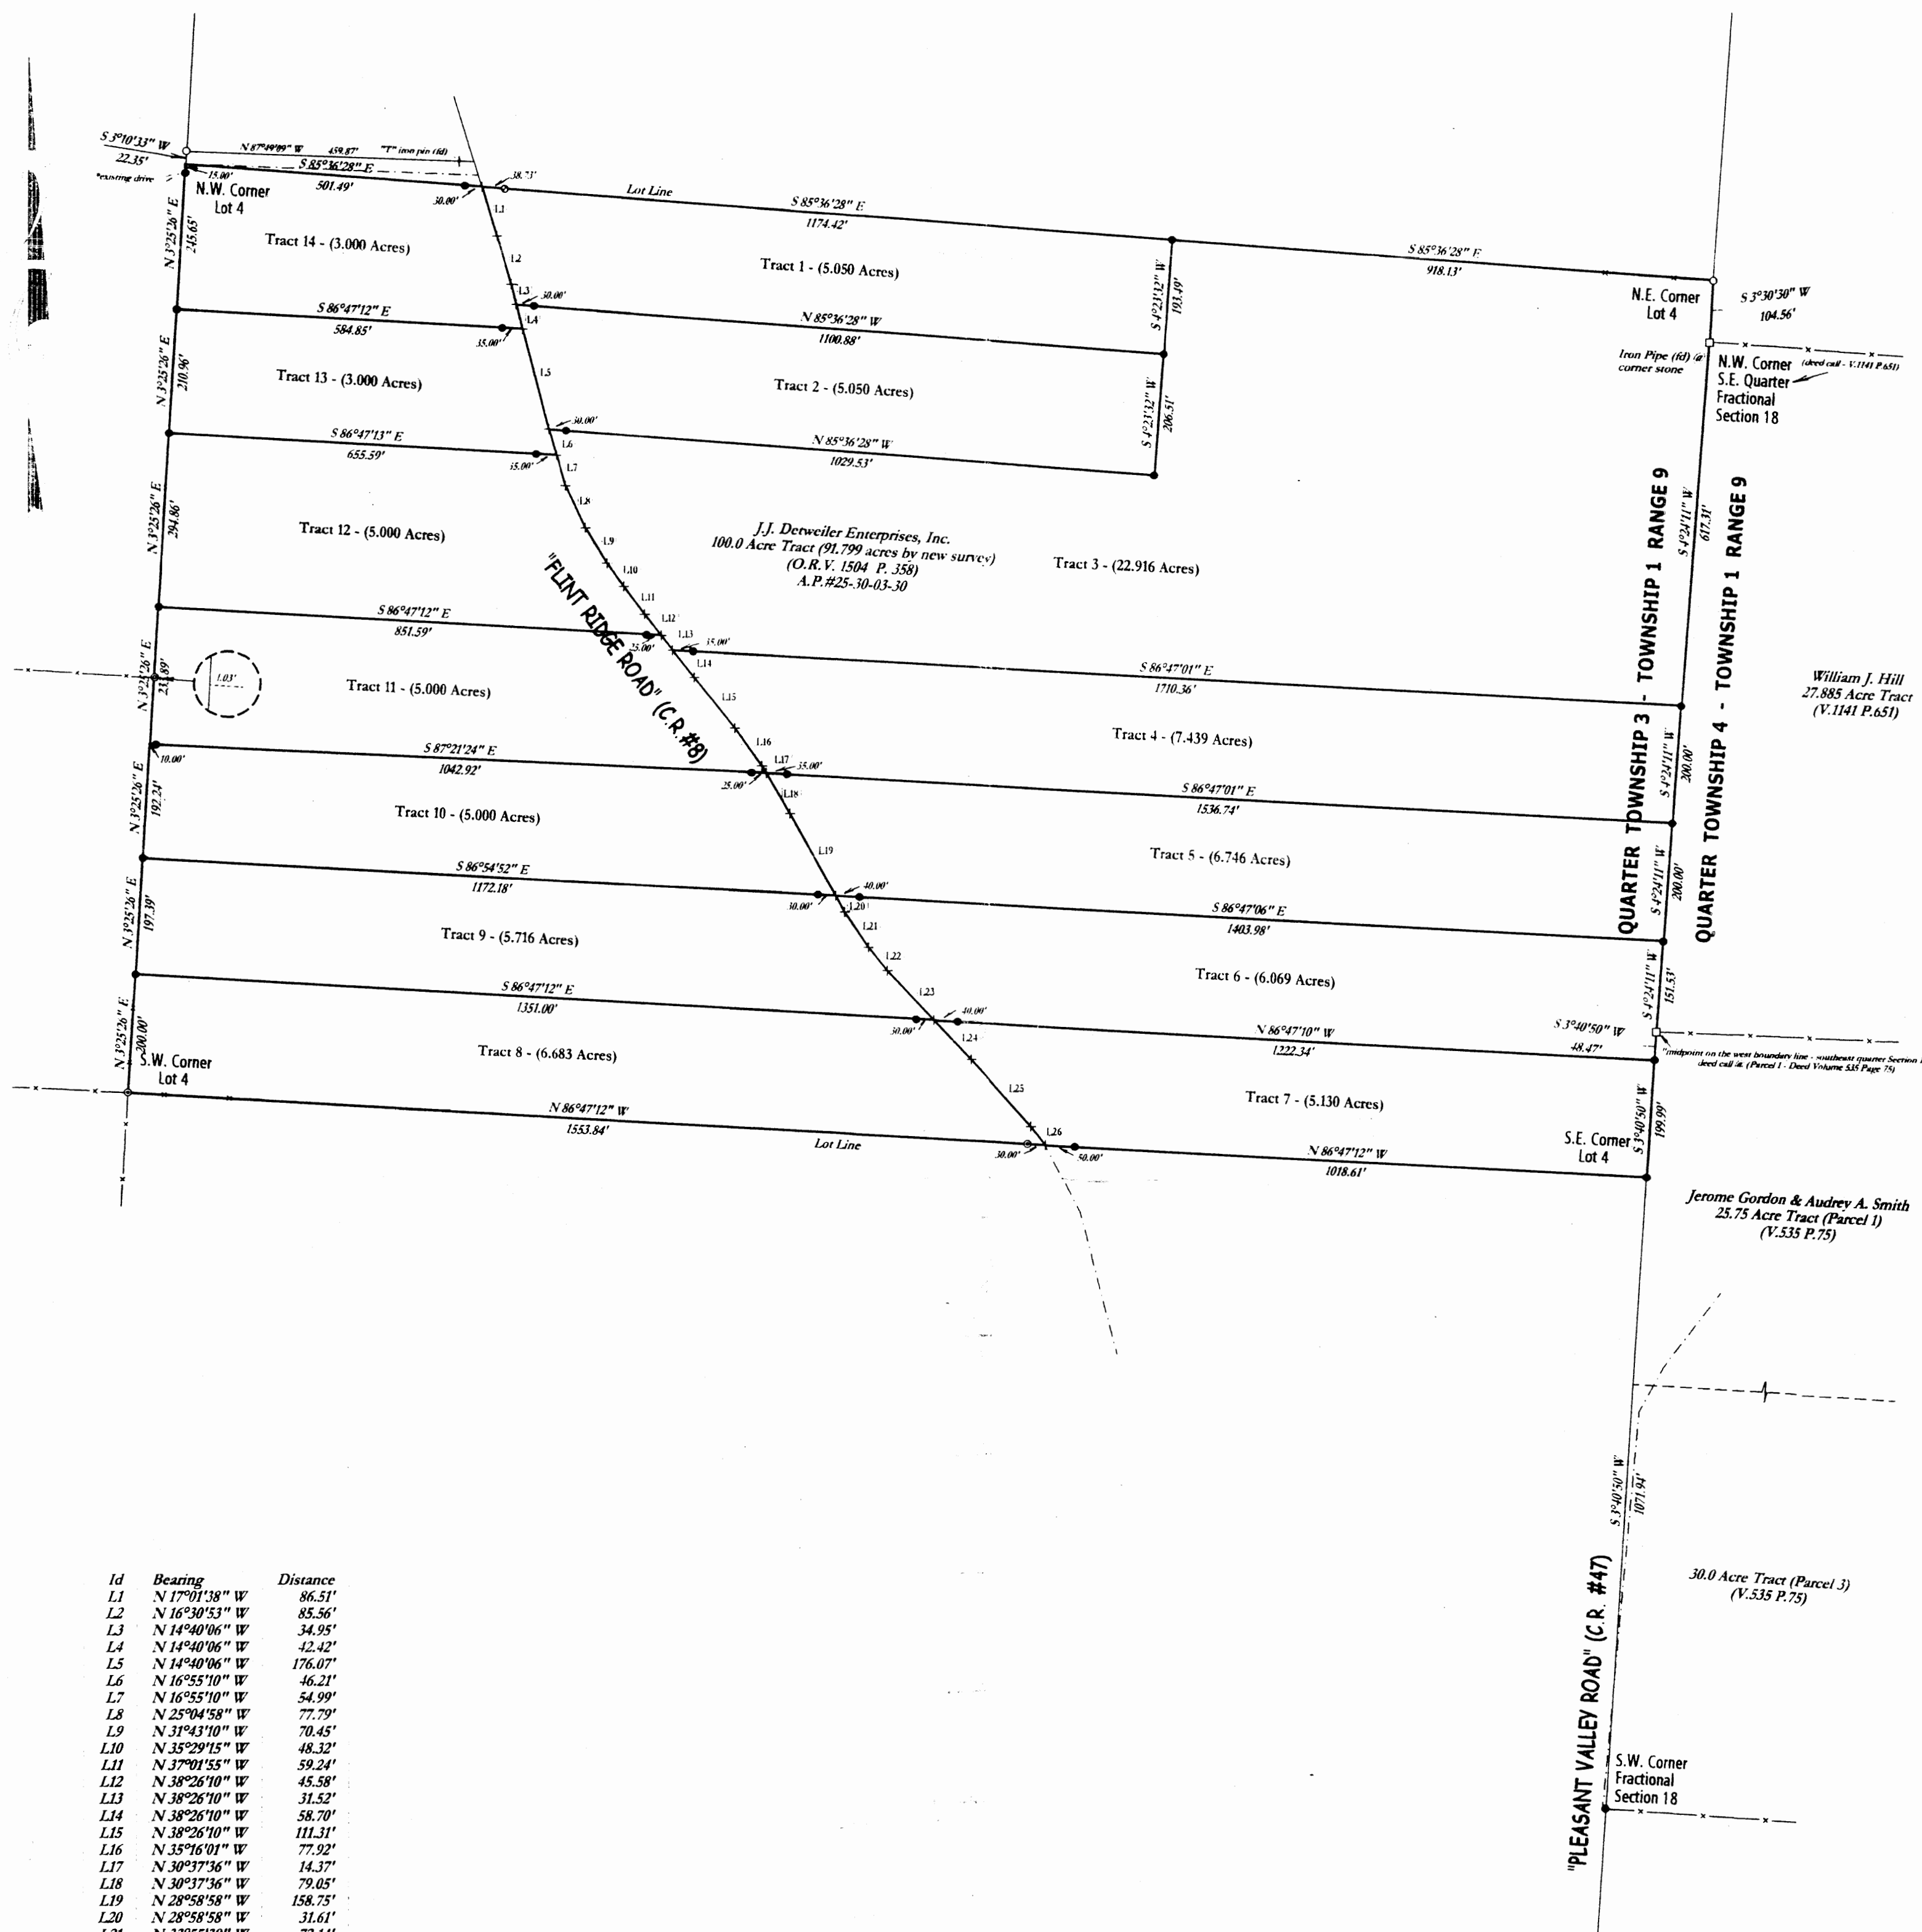 S 3°10'33" W
22.35'
"existing drive
15.00'
N 87°49'09" W 459.87' "T" iron pin (fd)
S 85°36'28" E
501.49'
30.00'
38.73'
N.W. Corner
Lot 4
Lot Line
S 85°36'28" E
1174.42'
S 85°36'28" E
918.13'
N.E. Corner
Lot 4
S 3°30'30" W
104.56'
Iron Pipe (fd) @
corner stone
N.W. Corner (deed call - V.1141 P.651)
S.E. Quarter
Fractional
Section 18
N 3°25'26" E
245.65'
Tract 14 - (3.000 Acres)
L1
L2
L3
L4
Tract 1 - (5.050 Acres)
S 4°23'32" W
193.49'
S 86°47'12" E
584.85'
35.00'
30.00'
N 85°36'28" W
1100.88'
N 3°25'26" E
210.96'
Tract 13 - (3.000 Acres)
L5
Tract 2 - (5.050 Acres)
S 4°23'32" W
206.51'
S 86°47'13" E
655.59'
35.00'
30.00'
L6
L7
N 85°36'28" W
1029.53'
N 3°25'26" E
294.86'
Tract 12 - (5.000 Acres)
L8
L9
L10
L11
L12
L13
J.J. Detweiler Enterprises, Inc.
100.0 Acre Tract (91.799 acres by new survey)
(O.R.V. 1504 P. 358)
A.P.#25-30-03-30
Tract 3 - (22.916 Acres)
S 4°24'11" W
617.31'
"FLINT RIDGE ROAD" (C.R.#8)
QUARTER TOWNSHIP 3 - TOWNSHIP 1 RANGE 9
QUARTER TOWNSHIP 4 - TOWNSHIP 1 RANGE 9
S 86°47'12" E
851.59'
25.00'
35.00'
S 86°47'01" E
1710.36'
N 3°25'26" E
1.03'
Tract 11 - (5.000 Acres)
L14
L15
L16
L17
Tract 4 - (7.439 Acres)
S 4°24'11" W
200.00'
William J. Hill
27.885 Acre Tract
(V.1141 P.651)
10.00'
S 87°21'24" E
1042.92'
25.00'
35.00'
S 86°47'01" E
1536.74'
N 3°25'26" E
192.24'
Tract 10 - (5.000 Acres)
L18
L19
Tract 5 - (6.746 Acres)
S 4°24'11" W
200.00'
S 86°54'52" E
1172.18'
30.00'
40.00'
S 86°47'06" E
1403.98'
N 3°25'26" E
197.39'
Tract 9 - (5.716 Acres)
L20
L21
L22
L23
Tract 6 - (6.069 Acres)
S 4°24'11" W
151.53'
S 86°47'12" E
1351.00'
30.00'
40.00'
N 86°47'10" W
1222.34'
S 3°40'50" W
48.47'
"midpoint on the west boundary line - southeast quarter Section
deed call & (Parcel 1 - Deed Volume 535 Page 75)
N 3°25'26" E
200.00'
S.W. Corner
Lot 4
Tract 8 - (6.683 Acres)
L24
L25
L26
Tract 7 - (5.130 Acres)
S 3°40'50" W
199.99'
N 86°47'12" W
1553.84'
Lot Line
30.00'
50.00'
N 86°47'12" W
1018.61'
S.E. Corner
Lot 4
Jerome Gordon & Audrey A. Smith
25.75 Acre Tract (Parcel 1)
(V.535 P.75)
S 3°40'50" W
1071.94'
"PLEASANT VALLEY ROAD" (C.R. #47)
30.0 Acre Tract (Parcel 3)
(V.535 P.75)
S.W. Corner
Fractional
Section 18
Id Bearing Distance
L1 N 17°01'38" W 86.51'
L2 N 16°30'53" W 85.56'
L3 N 14°40'06" W 34.95'
L4 N 14°40'06" W 42.42'
L5 N 14°40'06" W 176.07'
L6 N 16°55'10" W 46.21'
L7 N 16°55'10" W 54.99'
L8 N 25°04'58" W 77.79'
L9 N 31°43'10" W 70.45'
L10 N 35°29'15" W 48.32'
L11 N 37°01'55" W 59.24'
L12 N 38°26'10" W 45.58'
L13 N 38°26'10" W 31.52'
L14 N 38°26'10" W 58.70'
L15 N 38°26'10" W 111.31'
L16 N 35°16'01" W 77.92'
L17 N 30°37'36" W 14.37'
L18 N 30°37'36" W 79.05'
L19 N 28°58'58" W 158.75'
L20 N 28°58'58" W 31.61'